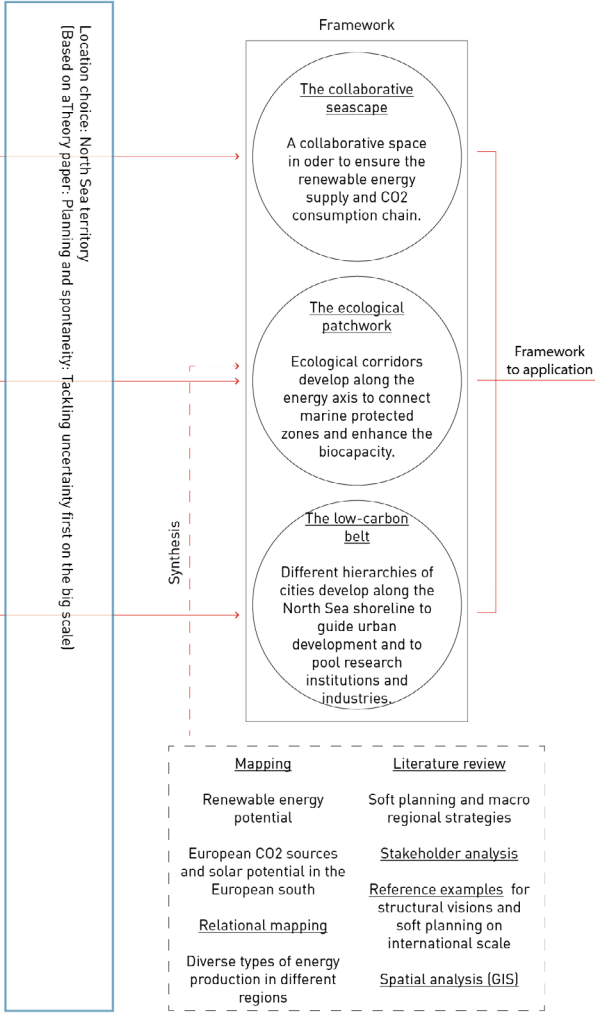 Location choice: North Sea territory
(Based on aTheory paper: Planning and spontaneity: Tackling uncertainty first on the big scale)
Framework
The collaborative
seascape
A collaborative space
in oder to ensure the
renewable energy
supply and CO2
consumption chain.
The ecological
patchwork
Ecological corridors
develop along the
energy axis to connect
marine protected
zones and enhance the
biocapacity.
The low-carbon
belt
Different hierarchies of
cities develop along the
North Sea shoreline to
guide urban
development and to
pool research
institutions and
industries.
Framework
to application
Synthesis
Mapping
Renewable energy
potential
European CO2 sources
and solar potential in the
European south
Relational mapping
Diverse types of energy
production in different
regions
Literature review
Soft planning and macro
regional strategies
Stakeholder analysis
Reference examples for
structural visions and
soft planning on
international scale
Spatial analysis (GIS)